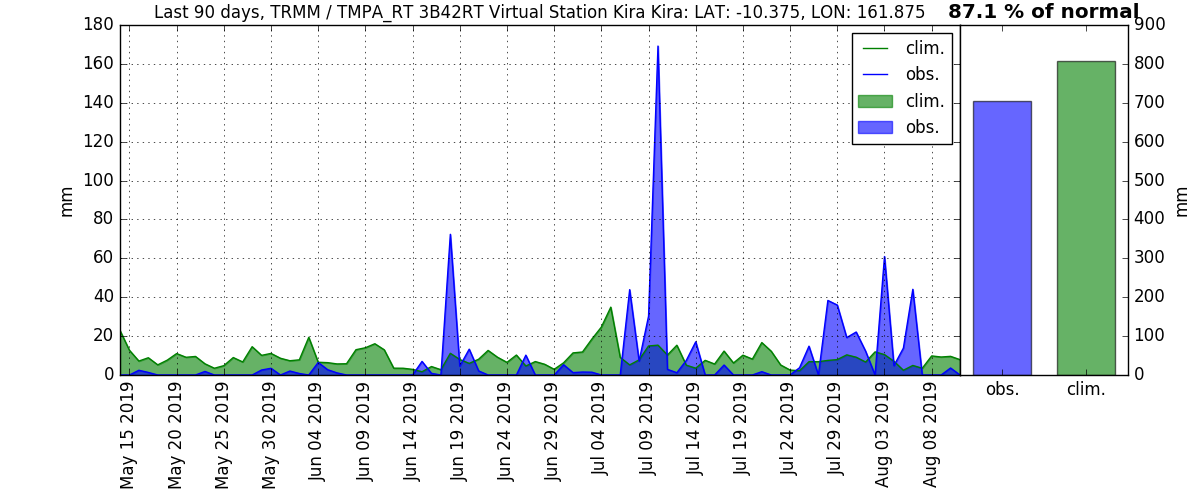 Last 90 days, TRMM / TMPA_RT 3B42RT Virtual Station Kira Kira: LAT: -10.375, LON: 161.875
87.1 % of normal
180
160
140
120
100
80
60
40
20
0
mm
clim.
obs.
clim.
obs.
900
800
700
600
500
400
300
200
100
0
mm
May 15 2019
May 20 2019
May 25 2019
May 30 2019
Jun 04 2019
Jun 09 2019
Jun 14 2019
Jun 19 2019
Jun 24 2019
Jun 29 2019
Jul 04 2019
Jul 09 2019
Jul 14 2019
Jul 19 2019
Jul 24 2019
Jul 29 2019
Aug 03 2019
Aug 08 2019
obs.
clim.